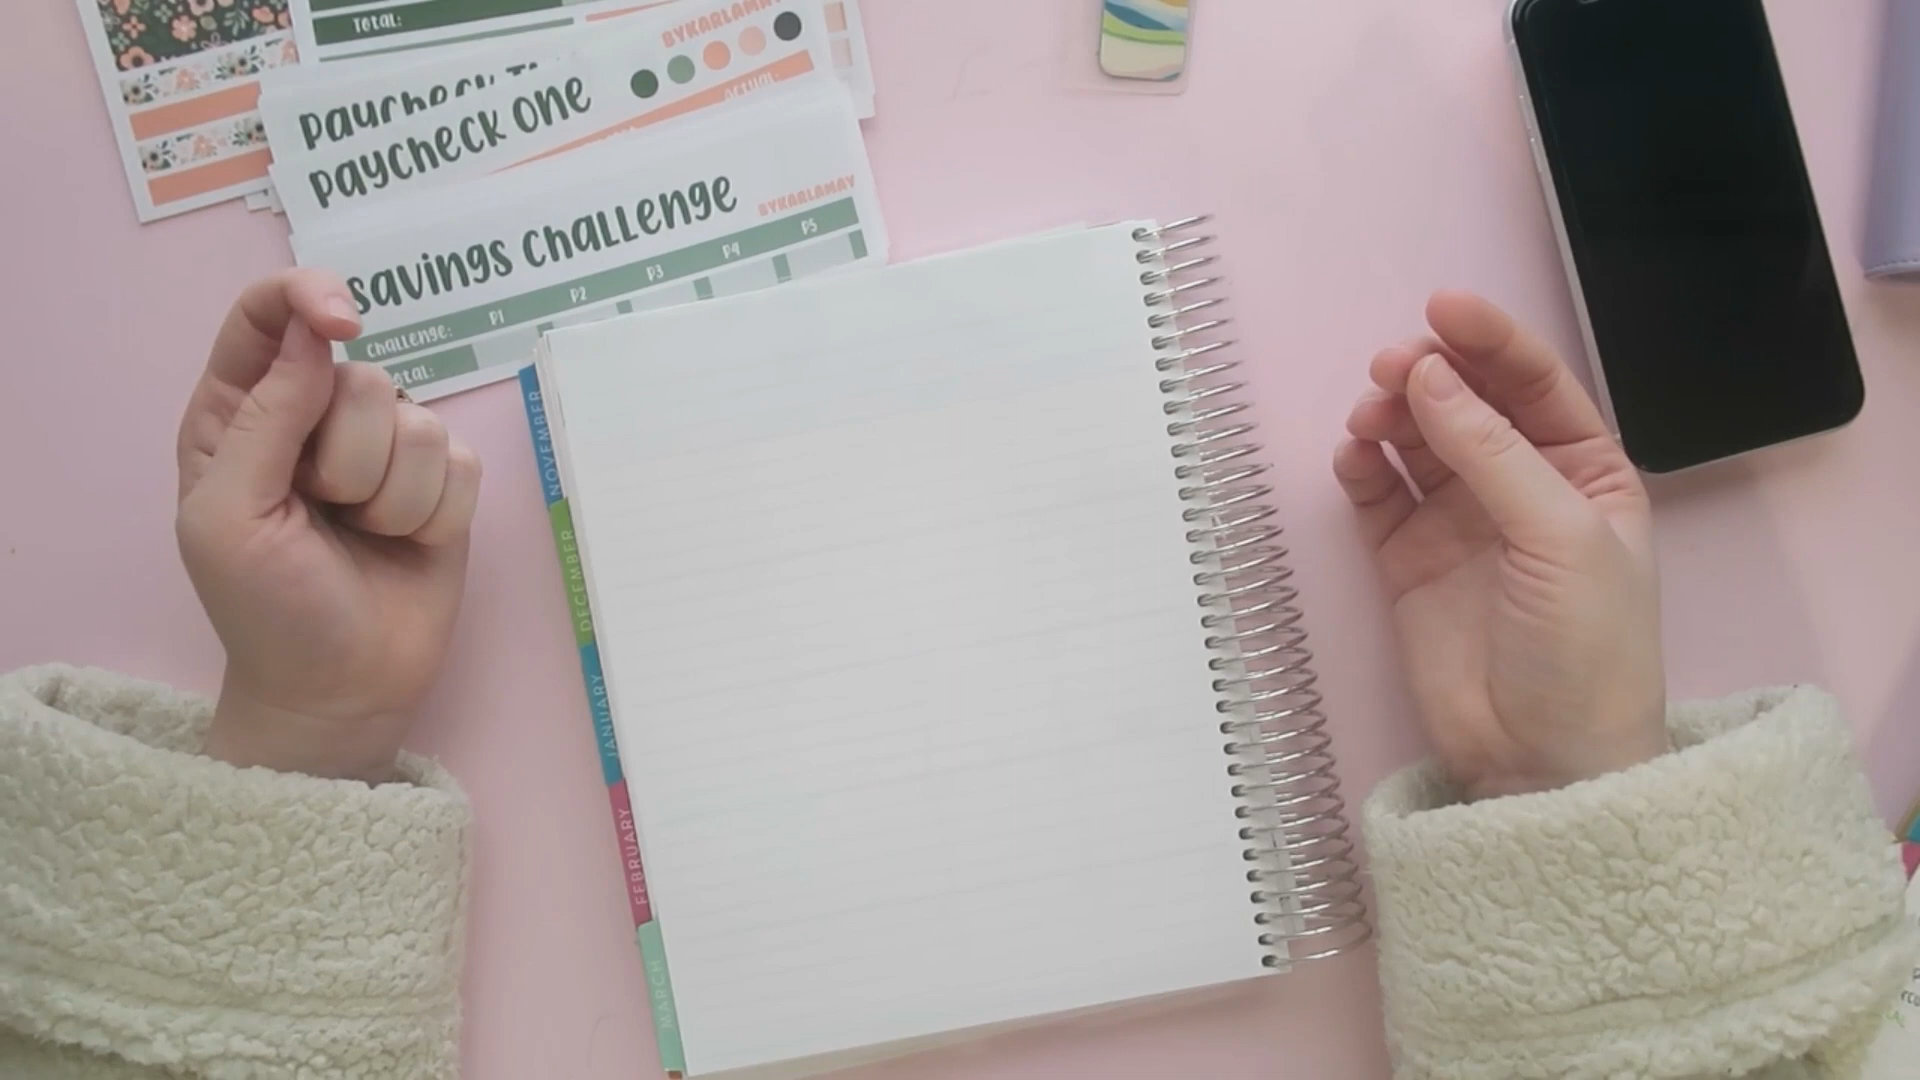 Total:
BYKARLAMAY
paycheck
paycheck one
ACTUAL:
savings challenge
BYKARLAMAY
challenge: P1 P2 P3 P4 P5
total:
NOVEMBER
DECEMBER
JANUARY
FEBRUARY
MARCH